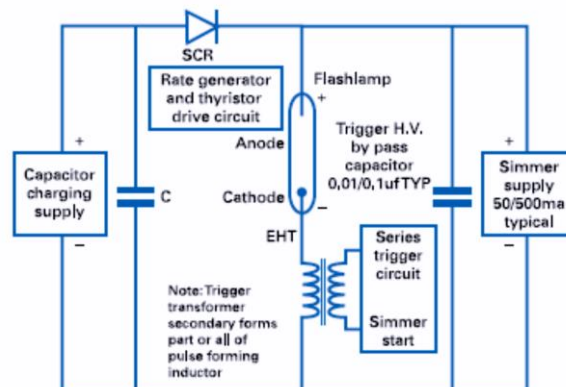 SCR
Rate generator
and thyristor
drive circuit
Flashlamp
+
Anode
Cathode
–
EHT
+
Capacitor
charging
supply
–
C
Trigger H.V.
by pass
capacitor
0,01/0,1ufTYP
+
Simmer
supply
50/500ma
typical
–
Series
trigger
circuit
Simmer
start
Note:Trigger
transformer
secondary forms
part or all of
pulse forming
inductor